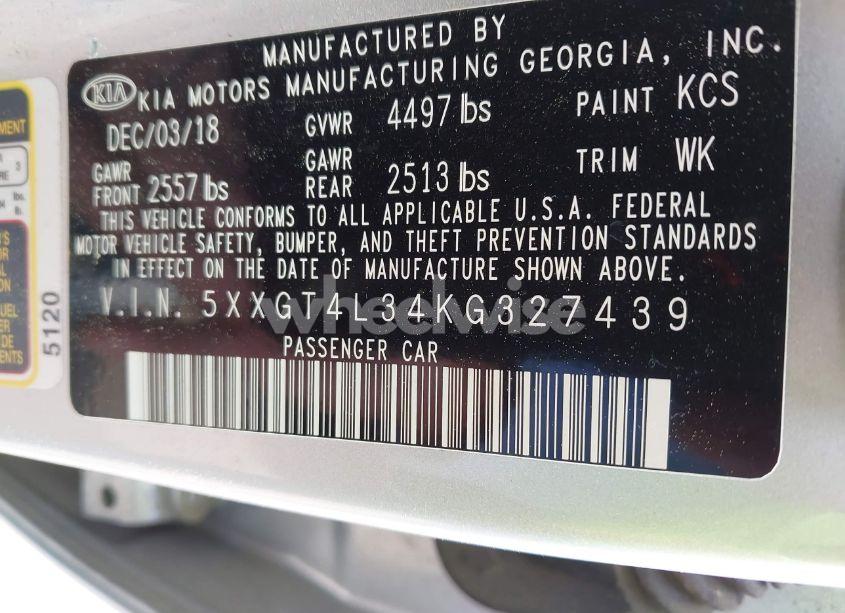 MANUFACTURED BY
KIA KIA MOTORS MANUFACTURING GEORGIA, INC.
DEC/03/18 GVWR 4497 lbs PAINT KCS
GAWR FRONT 2557 lbs GAWR REAR 2513 lbs TRIM WK
THIS VEHICLE CONFORMS TO ALL APPLICABLE U.S.A. FEDERAL
MOTOR VEHICLE SAFETY, BUMPER, AND THEFT PREVENTION STANDARDS
IN EFFECT ON THE DATE OF MANUFACTURE SHOWN ABOVE.
V.I.N. 5XXGT4L34KG327439
wheelwise
PASSENGER CAR
5120